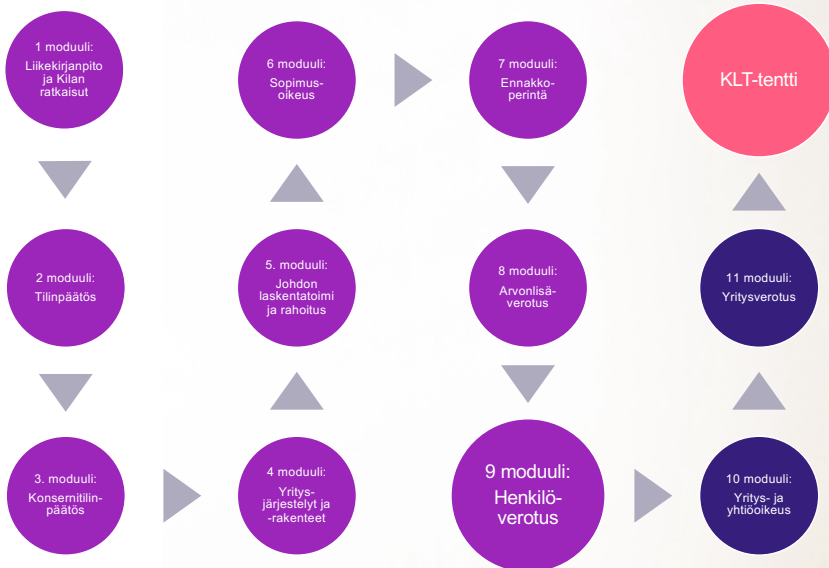 1 moduuli:
Liikekirjanpito
ja Kilan
ratkaisut
2 moduuli:
Tilinpäätös
3. moduuli:
Konsernitilin-
päätös
4 moduuli:
Yritys-
järjestelyt ja
-rakenteet
5. moduuli:
Johdon
laskentatoimi
ja rahoitus
6 moduuli:
Sopimus-
oikeus
7 moduuli:
Ennakko-
perintä
8 moduuli:
Arvonlisä-
verotus
9 moduuli:
Henkilö-
verotus
10 moduuli:
Yritys- ja
yhtiöoikeus
11 moduuli:
Yritysverotus
KLT-tentti